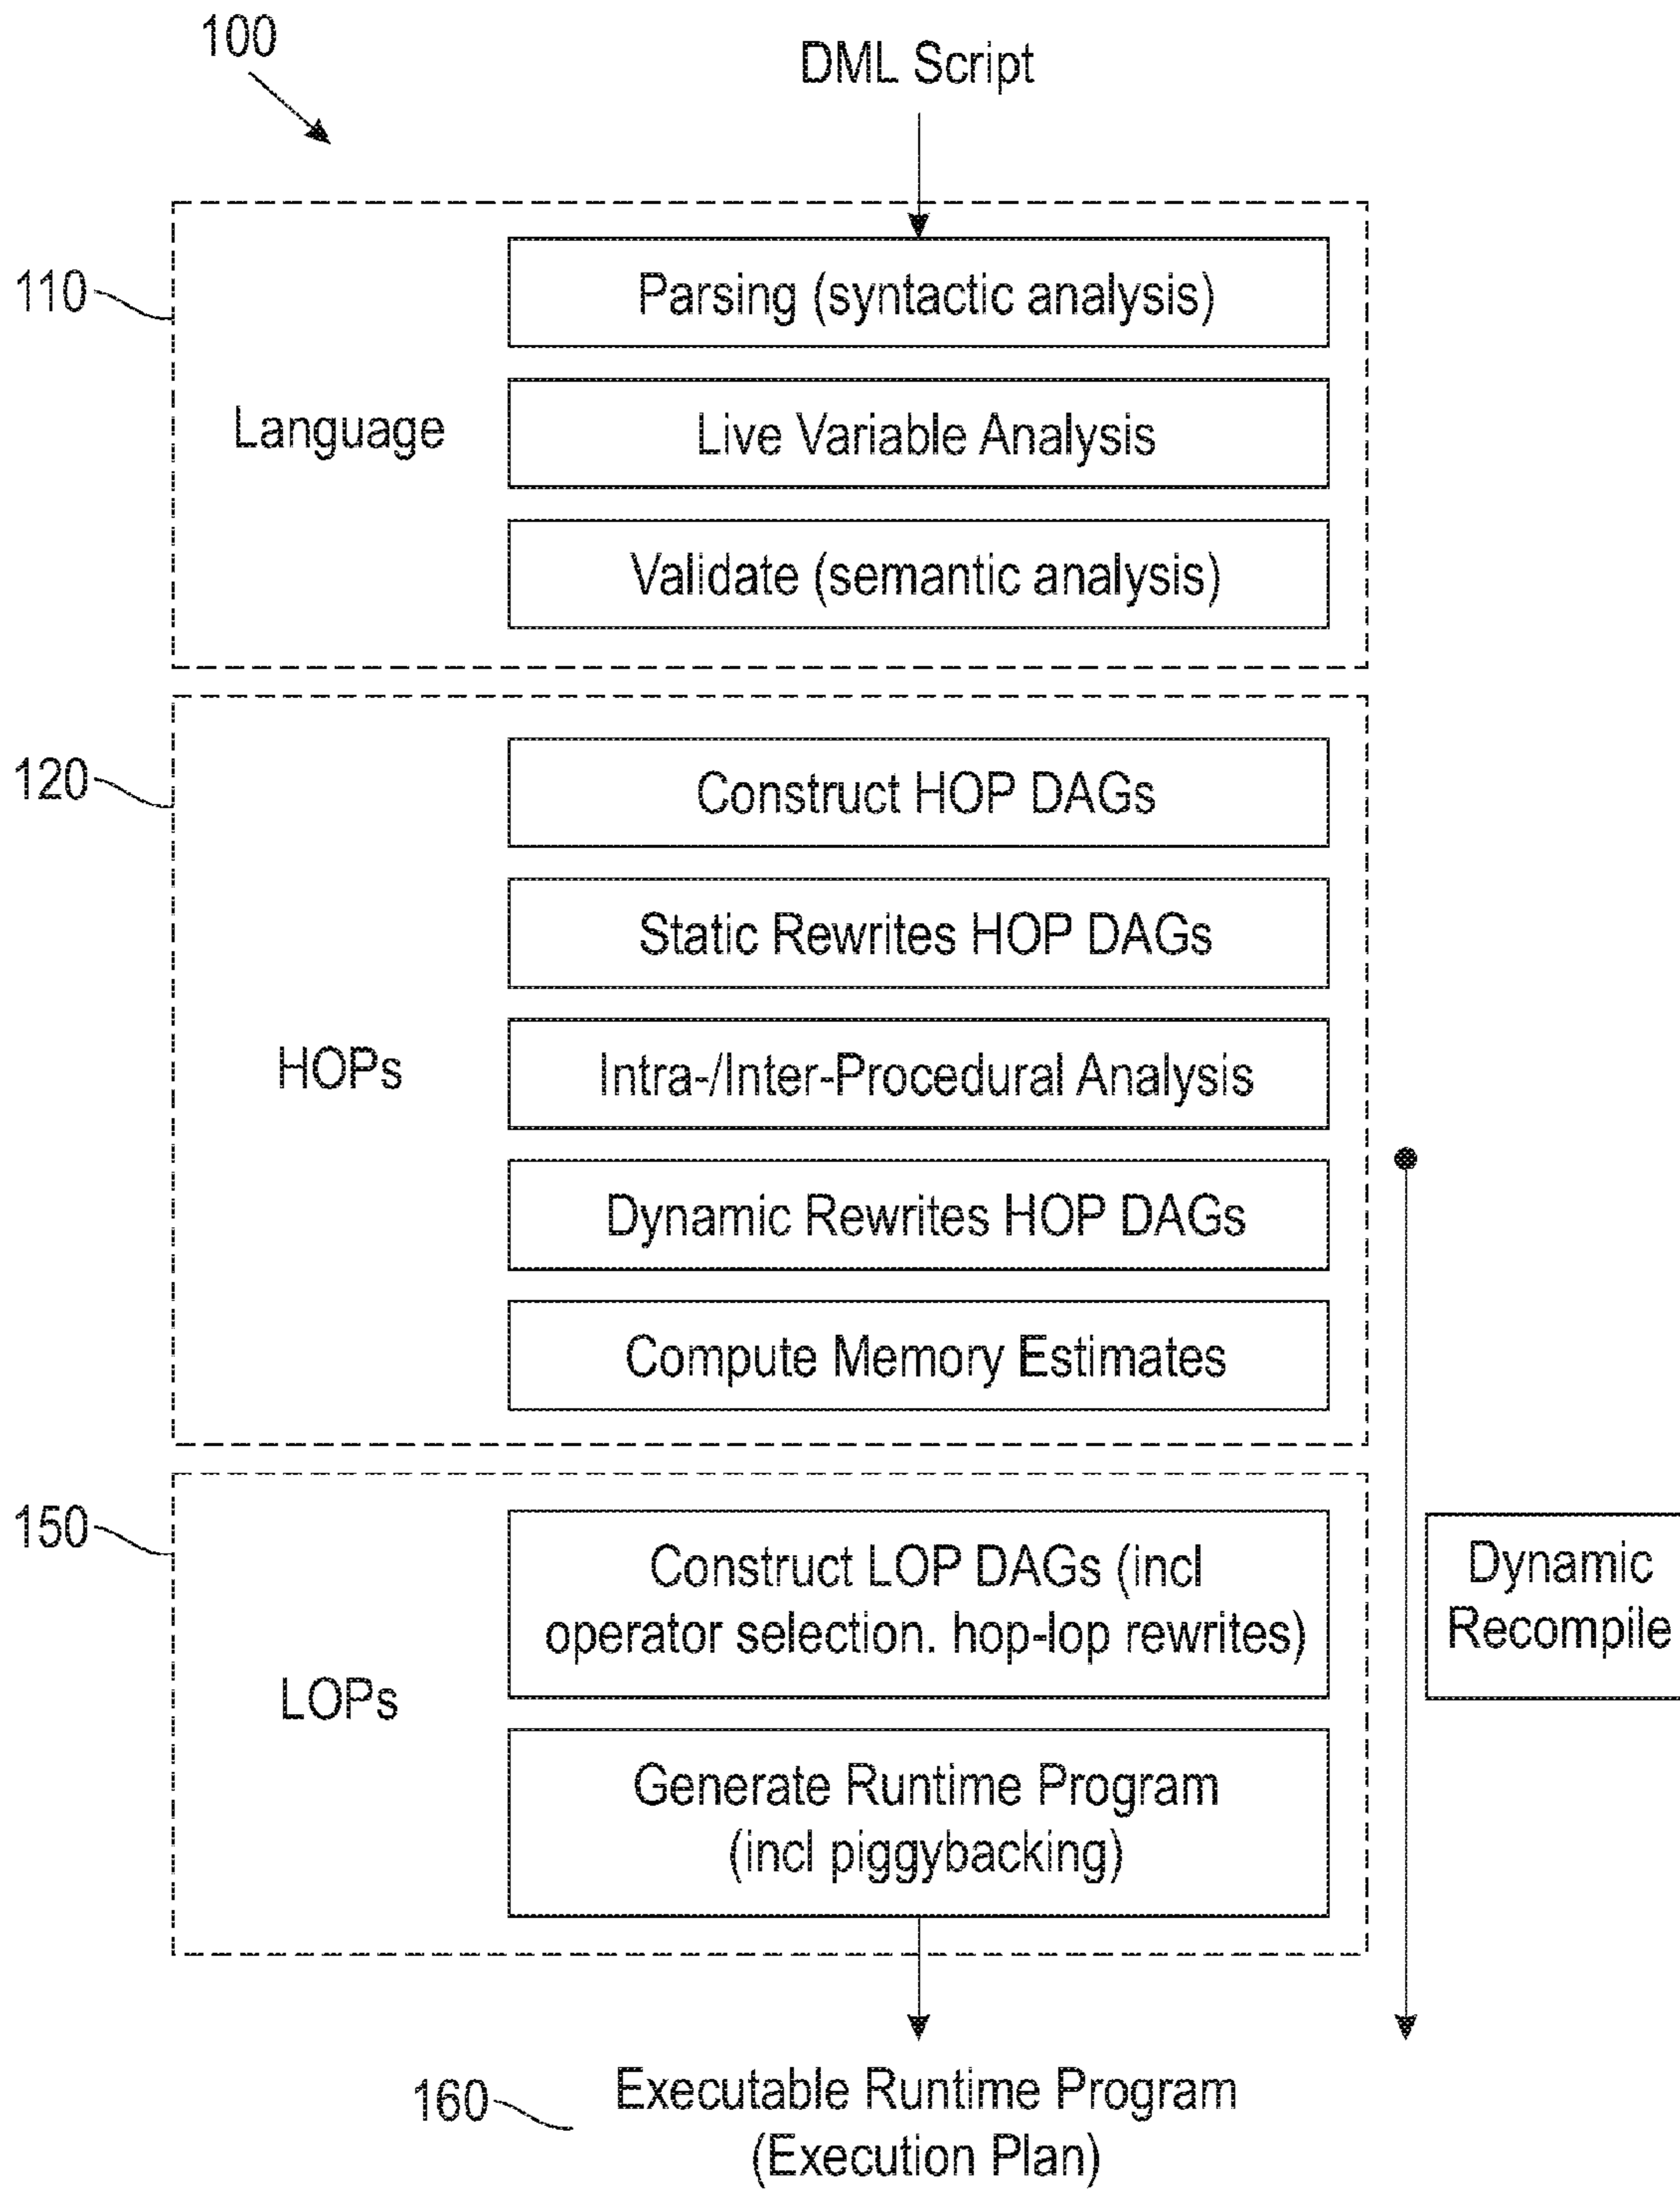 100
DML Script
110
Parsing (syntactic analysis)
Language
Live Variable Analysis
Validate (semantic analysis)
120
Construct HOP DAGs
Static Rewrites HOP DAGs
HOPs
Intra-/Inter-Procedural Analysis
Dynamic Rewrites HOP DAGs
Compute Memory Estimates
150
Construct LOP DAGs (incl
operator selection. hop-lop rewrites)
LOPs
Generate Runtime Program
(incl piggybacking)
Dynamic
Recompile
160
Executable Runtime Program
(Execution Plan)